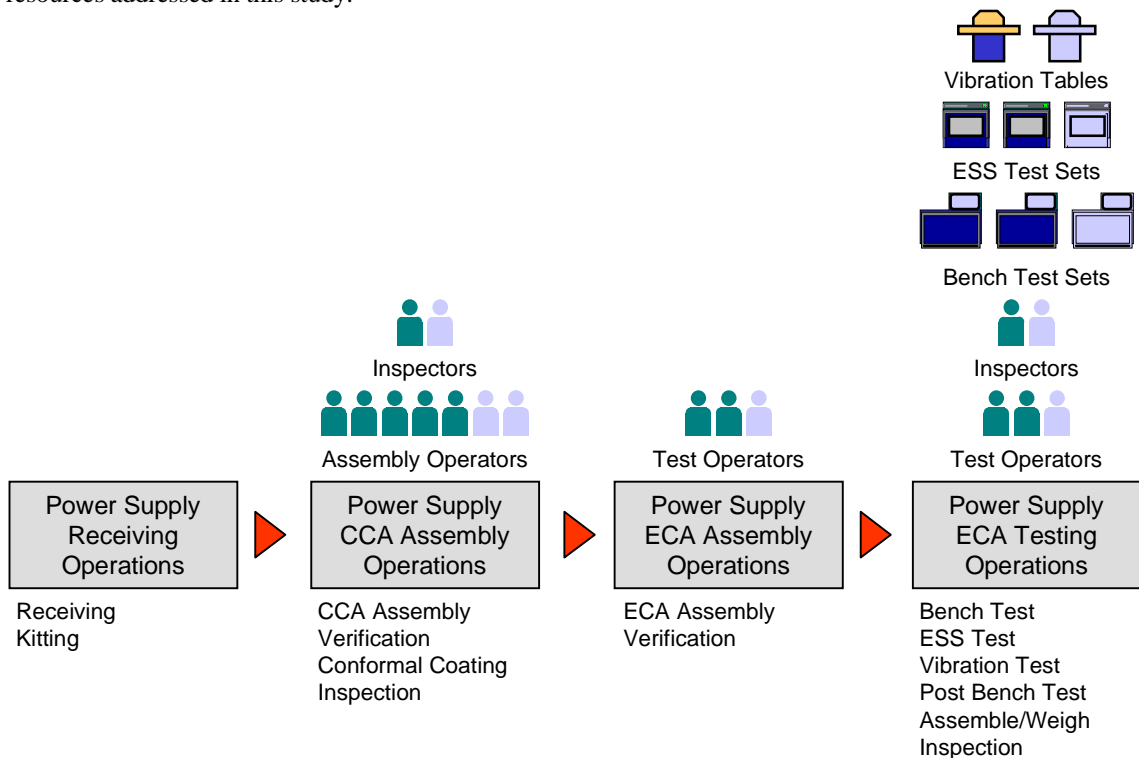 resources addressed in this study.
Vibration Tables
ESS Test Sets
Bench Test Sets
Inspectors
Inspectors
Assembly Operators
Test Operators
Test Operators
Power Supply
Receiving
Operations
Receiving
Kitting
Power Supply
CCA Assembly
Operations
CCA Assembly
Verification
Conformal Coating
Inspection
Power Supply
ECA Assembly
Operations
ECA Assembly
Verification
Power Supply
ECA Testing
Operations
Bench Test
ESS Test
Vibration Test
Post Bench Test
Assemble/Weigh
Inspection